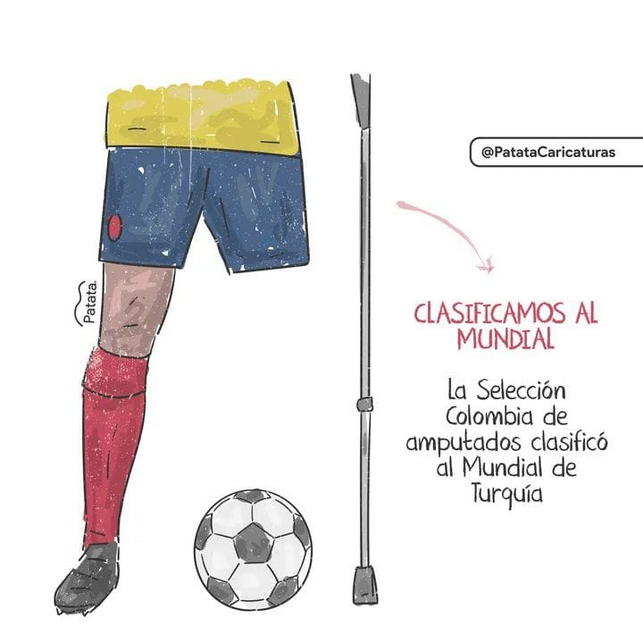 @PatataCaricaturas
Patata.
CLASIFICAMOS AL
MUNDIAL
La Selección
Colombia de
amputados clasificó
al Mundial de
Turquía